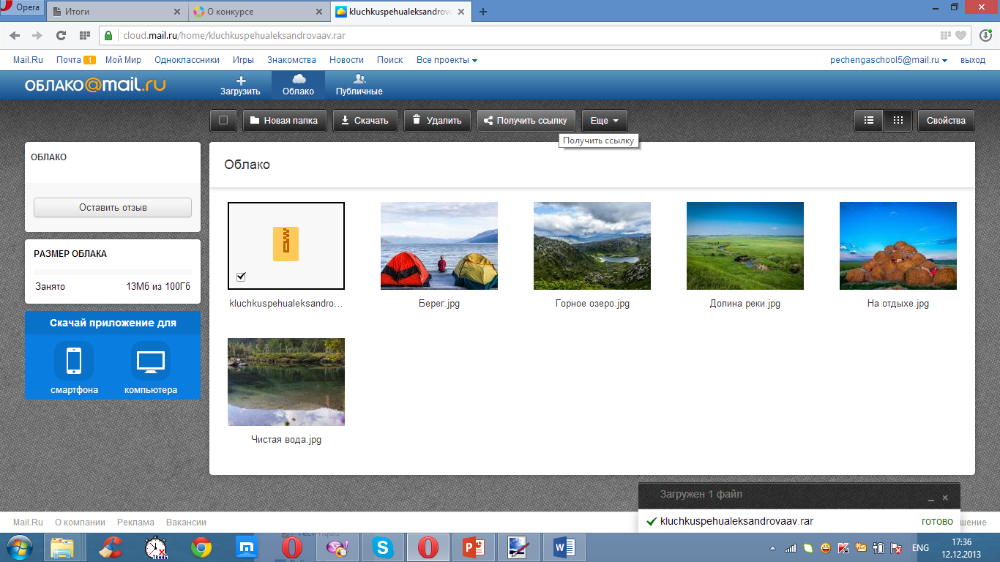 Opera
Итоги
О конкурсе
kluchkuspehualeksandrova
cloud.mail.ru/home/kluchkuspehualeksandrovaav.rar
Mail.Ru Почта 1 Мой Мир Одноклассники Игры Знакомства Новости Поиск Все проекты pechengaschool5@mail.ru выход
ОБЛАКО@mail.ru
Загрузить Облако Публичные
Новая папка Скачать Удалить Получить ссылку Еще Свойства
Получить ссылку
ОБЛАКО
Оставить отзыв
РАЗМЕР ОБЛАКА
Занято 13Мб из 100Гб
Скачай приложение для
смартфона компьютера
Облако
kluchkuspehualeksandro... Берег.jpg Горное озеро.jpg Долина реки.jpg На отдыхе.jpg
Чистая вода.jpg
Загружен 1 файл
kluchkuspehualeksandrovaav.rar готово
Mail.Ru О компании Реклама Вакансии
шение
TRANS
ENG
17:36
12.12.2013